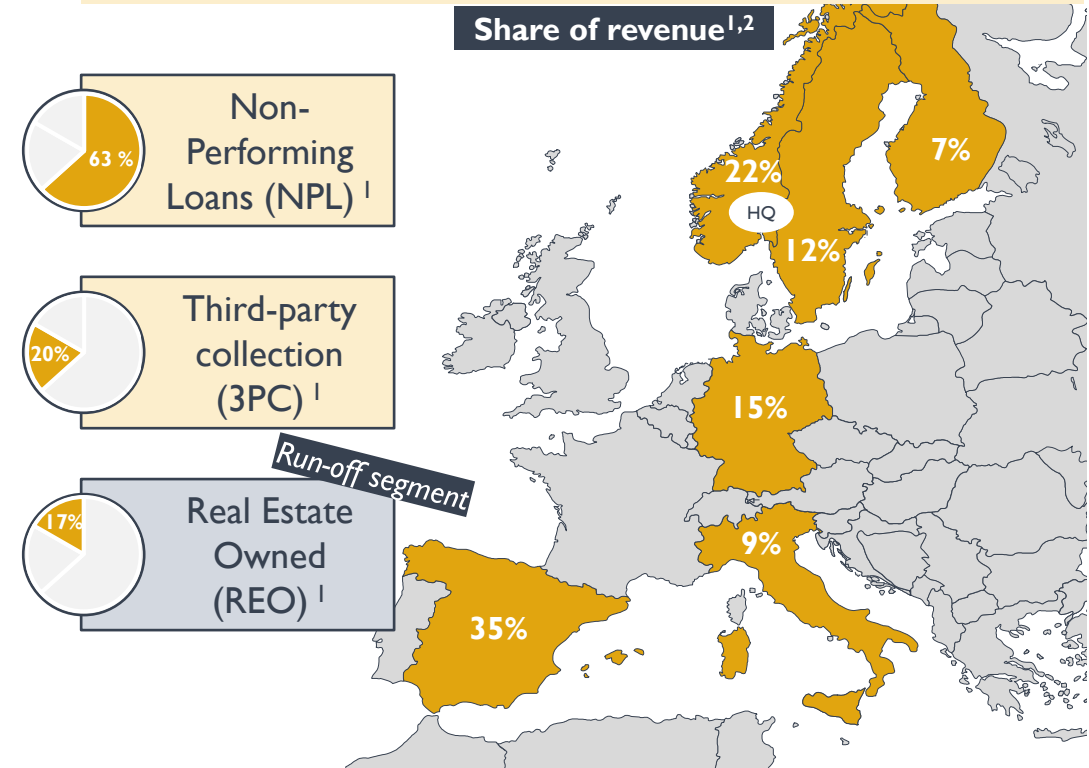 Share of revenue1,2
Non-
Performing
Loans (NPL) 1
63 %
Third-party
collection
(3PC) 1
20%
Run-off segment
Real Estate
Owned
(REO) 1
17%
7%
22%
HQ
12%
15%
9%
35%